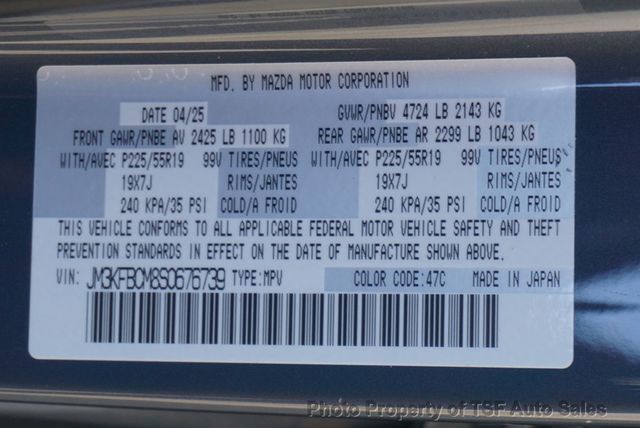 MFD. BY MAZDA MOTOR CORPORATION
DATE 04/25 GVWR/PNBV 4724 LB 2143 KG
FRONT GAWR/PNBE AV 2425 LB 1100 KG REAR GAWR/PNBE AR 2299 LB 1043 KG
WITH/AVEC P225/55R19 99V TIRES/PNEUS WITH/AVEC P225/55R19 99V TIRES/PNEUS
19X7J RIMS/JANTES 19X7J RIMS/JANTES
240 KPA/35 PSI COLD/A FROID 240 KPA/35 PSI COLD/A FROID
THIS VEHICLE CONFORMS TO ALL APPLICABLE FEDERAL MOTOR VEHICLE SAFETY AND THEFT
PREVENTION STANDARDS IN EFFECT ON THE DATE OF MANUFACTURE SHOWN ABOVE.
VIN: JM3KFBCM8S0676739 TYPE:MPV COLOR CODE:47C MADE IN JAPAN
Photo Property of TSF Auto Sales